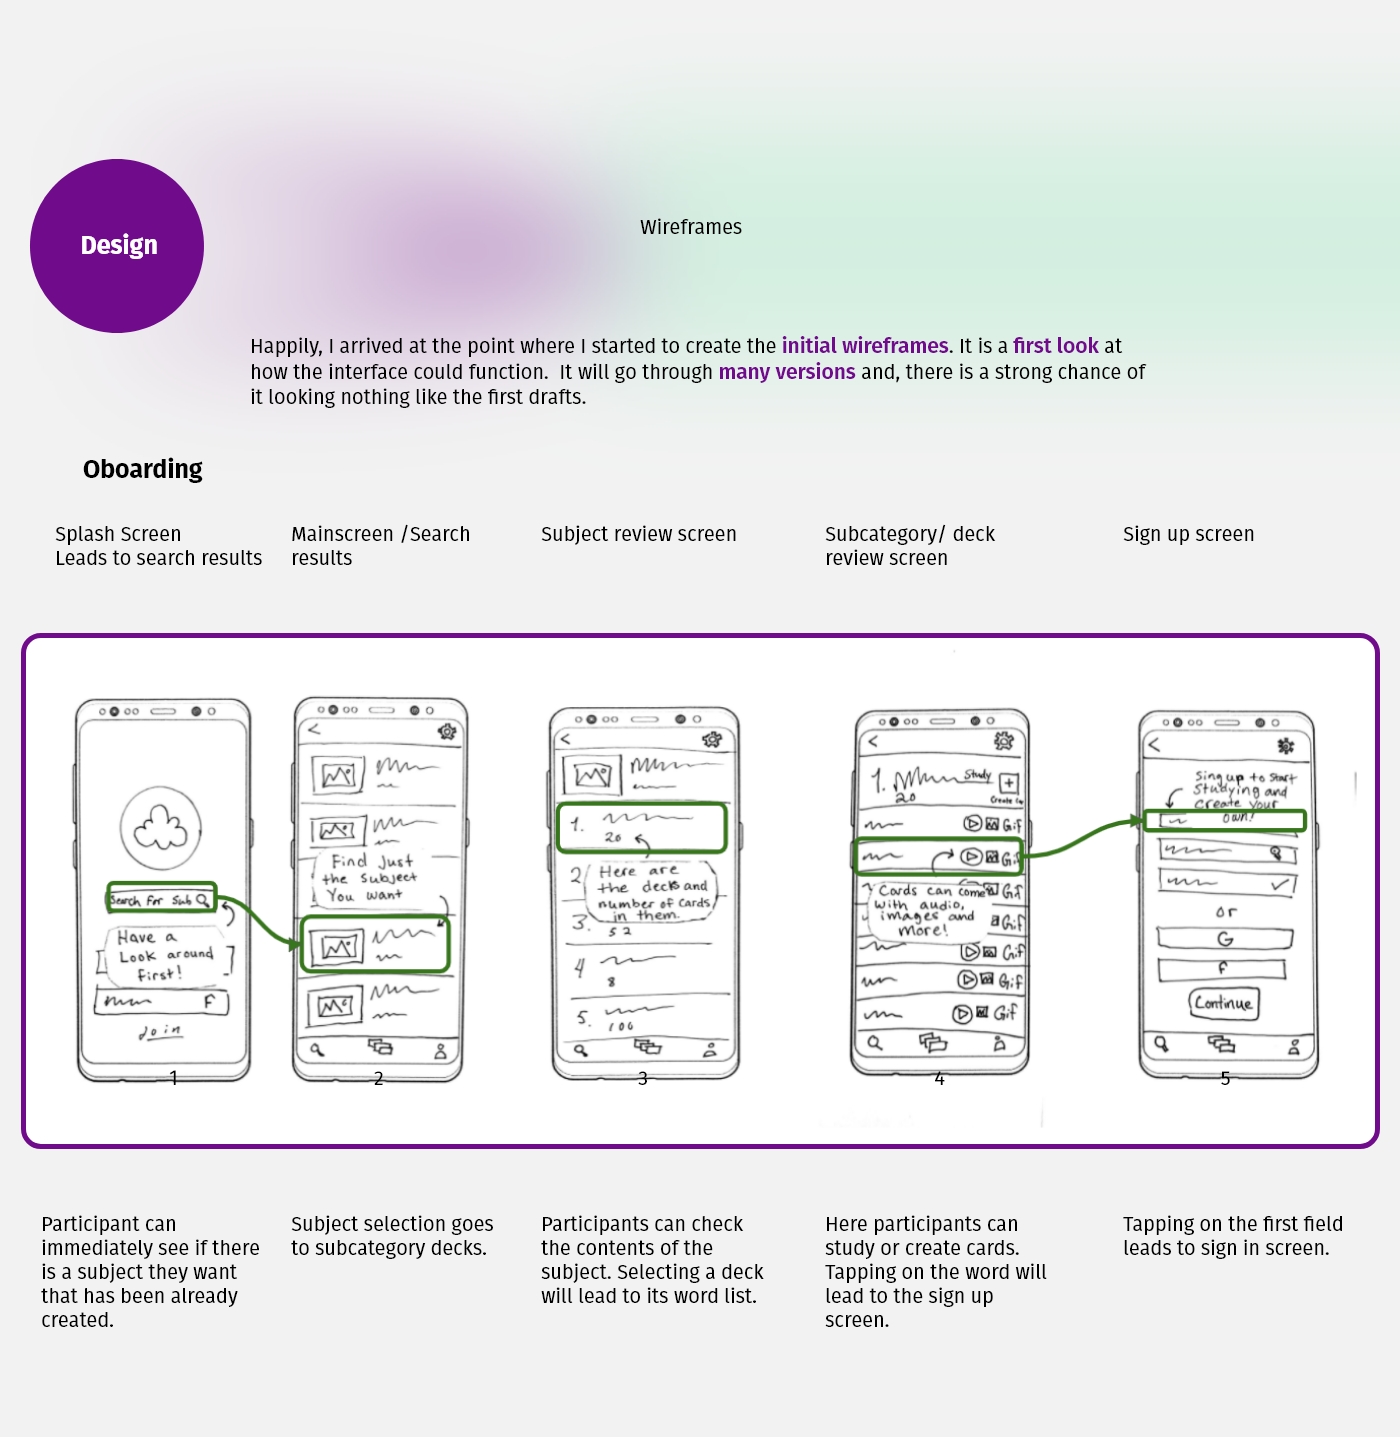 Design
Wireframes
Happily, I arrived at the point where I started to create the initial wireframes. It is a first look at
how the interface could function.  It will go through many versions and, there is a strong chance of
it looking nothing like the first drafts.
Oboarding
Splash Screen
Leads to search results
Mainscreen /Search
results
Subject review screen
Subcategory/ deck
review screen
Sign up screen
Search For Sub
Have a
Look around
first!
F
Join
1
<
Find Just
the Subject
You want
2
<
1.
20
2
Here are
the decks and
number of cards
in them.
3.
52
4
8
5.
100
3
<
1.
Study
20
Create
Gif
Gif
Cards can come
with audio,
images and
more!
Gif
Gif
Gif
Gif
Gif
4
<
Sing up to start
Studying and
Create your
own!
or
G
F
Continue
5
Participant can
immediately see if there
is a subject they want
that has been already
created.
Subject selection goes
to subcategory decks.
Participants can check
the contents of the
subject. Selecting a deck
will lead to its word list.
Here participants can
study or create cards.
Tapping on the word will
lead to the sign up
screen.
Tapping on the first field
leads to sign in screen.